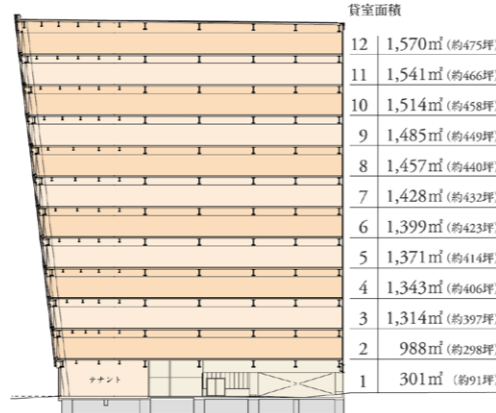 貸室面積
12 1,570㎡(約475坪)
11 1,541㎡(約466坪)
10 1,514㎡(約458坪)
9 1,485㎡(約449坪)
8 1,457㎡(約440坪)
7 1,428㎡(約432坪)
6 1,399㎡(約423坪)
5 1,371㎡(約414坪)
4 1,343㎡(約406坪)
3 1,314㎡(約397坪)
2 988㎡(約298坪)
テナント
1 301㎡(約91坪)